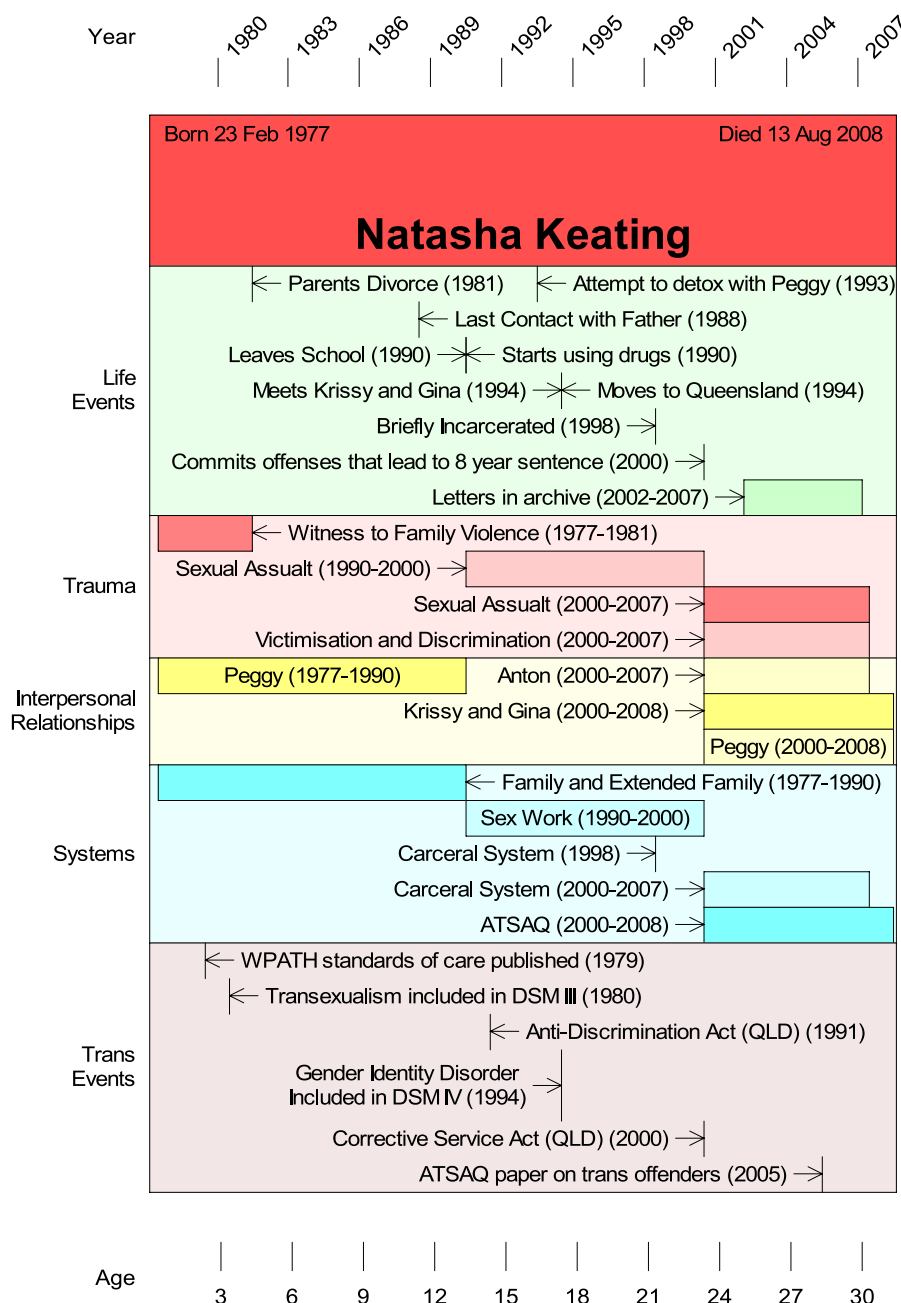 Year
1980 1983 1986 1989 1992 1995 1998 2001 2004 2007
Born 23 Feb 1977 Died 13 Aug 2008
Natasha Keating
Life
Events
Parents Divorce (1981) Attempt to detox with Peggy (1993)
Last Contact with Father (1988)
Leaves School (1990) Starts using drugs (1990)
Meets Krissy and Gina (1994) Moves to Queensland (1994)
Briefly Incarcerated (1998)
Commits offenses that lead to 8 year sentence (2000)
Letters in archive (2002-2007)
Trauma
Witness to Family Violence (1977-1981)
Sexual Assualt (1990-2000)
Sexual Assualt (2000-2007)
Victimisation and Discrimination (2000-2007)
Interpersonal
Relationships
Peggy (1977-1990) Anton (2000-2007)
Krissy and Gina (2000-2008)
Peggy (2000-2008)
Systems
Family and Extended Family (1977-1990)
Sex Work (1990-2000)
Carceral System (1998)
Carceral System (2000-2007)
ATSAQ (2000-2008)
Trans
Events
WPATH standards of care published (1979)
Transexualism included in DSM III (1980)
Anti-Discrimination Act (QLD) (1991)
Gender Identity Disorder
Included in DSM IV (1994)
Corrective Service Act (QLD) (2000)
ATSAQ paper on trans offenders (2005)
Age
3 6 9 12 15 18 21 24 27 30